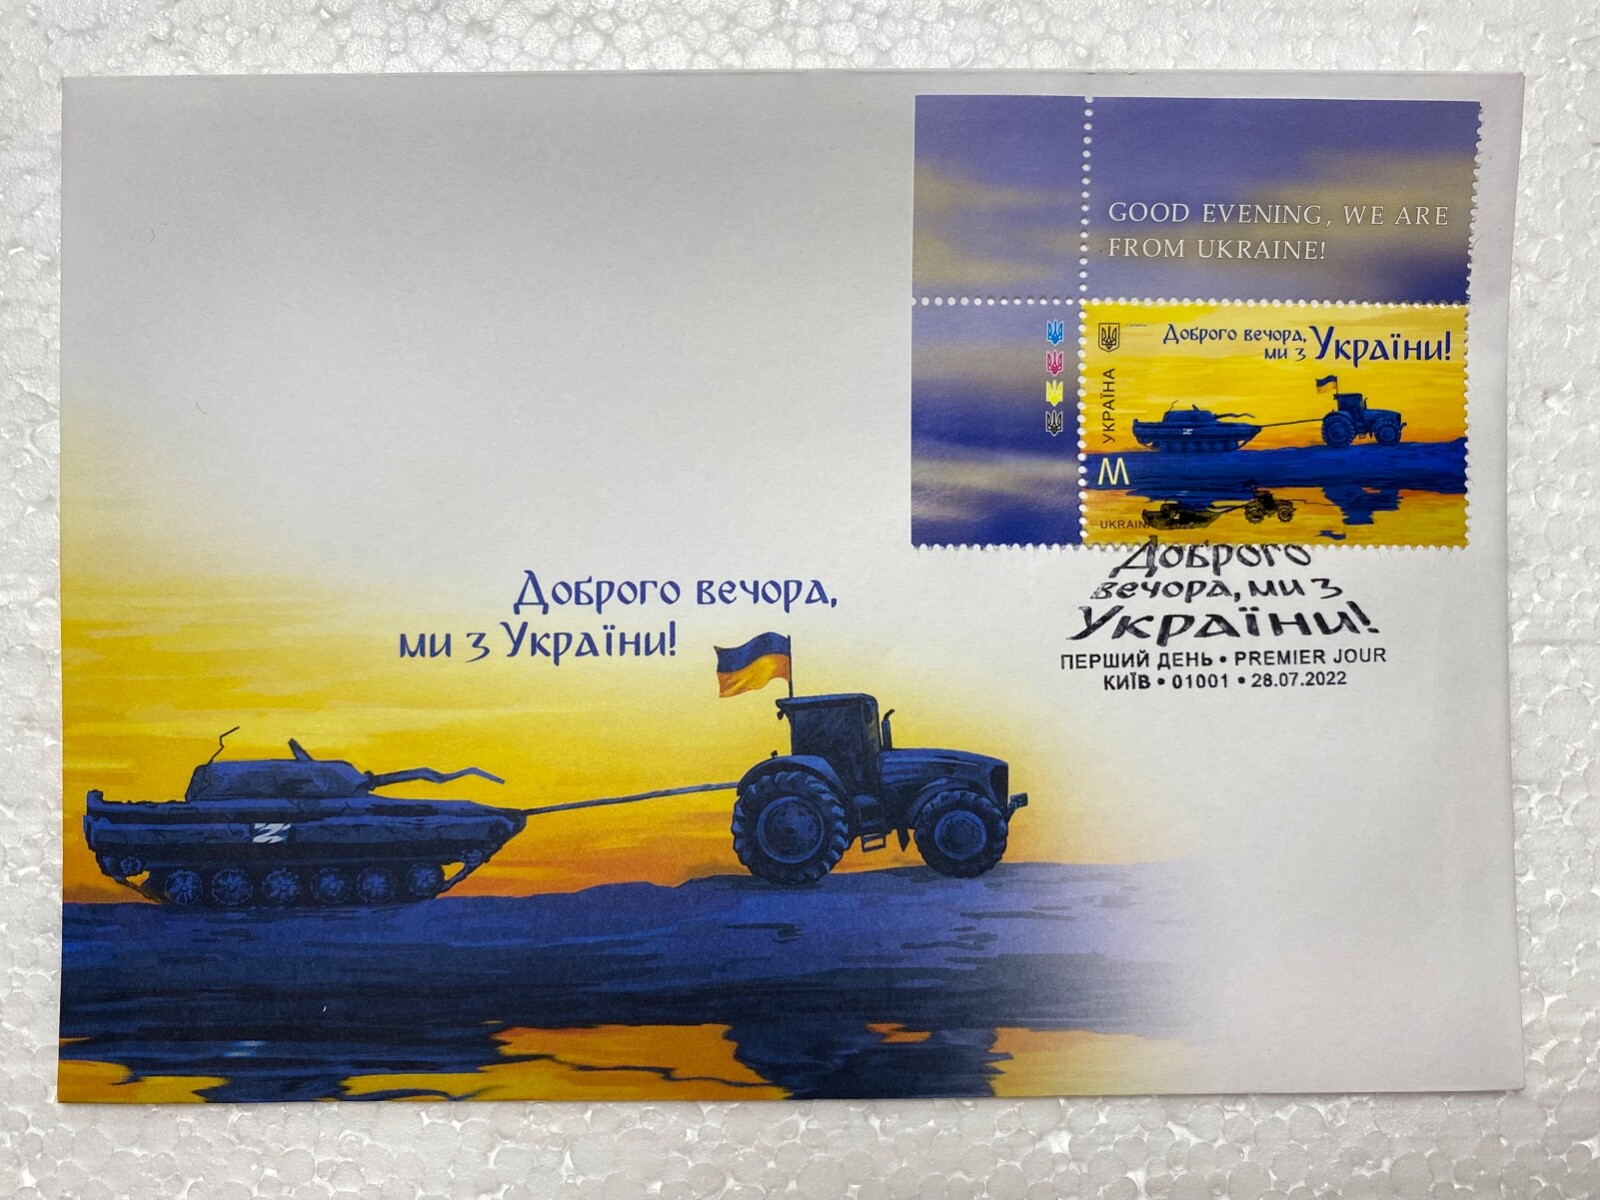 GOOD EVENING, WE ARE
FROM UKRAINE!
Доброго вечора,
ми з України!
УКРАЇНА
M
Доброго
вечора, ми з
України!
ПЕРШИЙ ДЕНЬ • PREMIER JOUR
КИЇВ • 01001 • 28.07.2022
Доброго вечора,
ми з України!
Z
Z